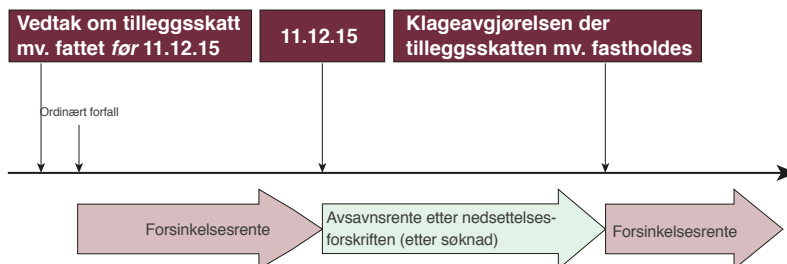 Vedtak om tilleggsskatt
mv. fattet før 11.12.15
11.12.15
Klageavgjørelsen der
tilleggsskatten mv. fastholdes
Ordinært forfall
Forsinkelsesrente
Avsavnsrente etter nedsettelses-
forskriften (etter søknad)
Forsinkelsesrente